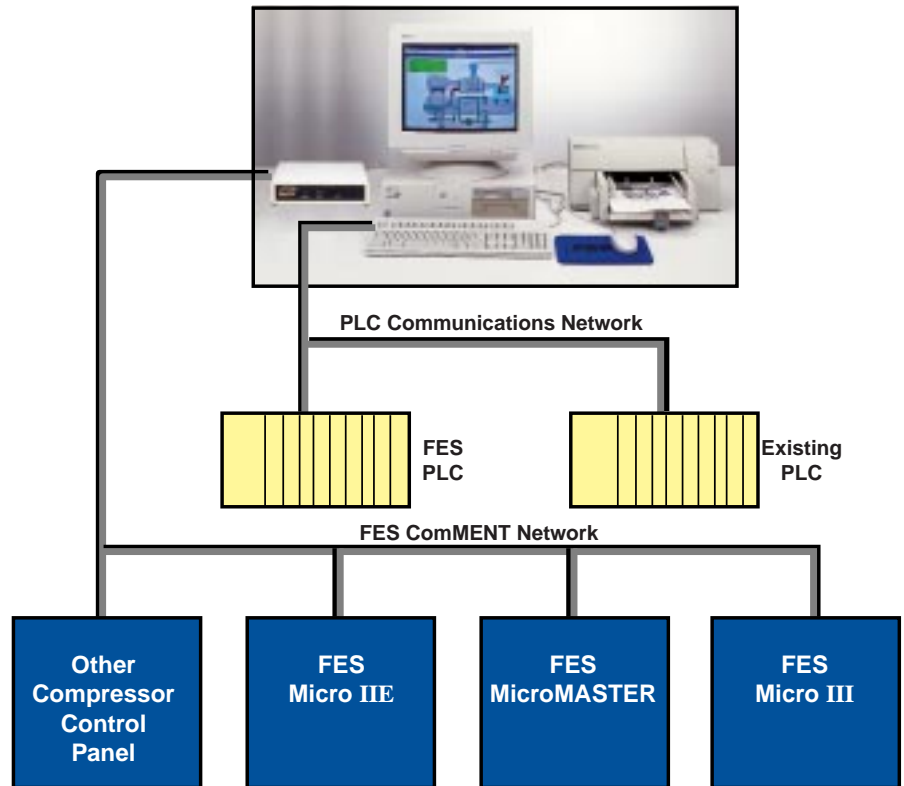 PLC Communications Network
FES
PLC
Existing
PLC
FES ComMENT Network
Other
Compressor
Control
Panel
FES
Micro IIE
FES
MicroMASTER
FES
Micro III